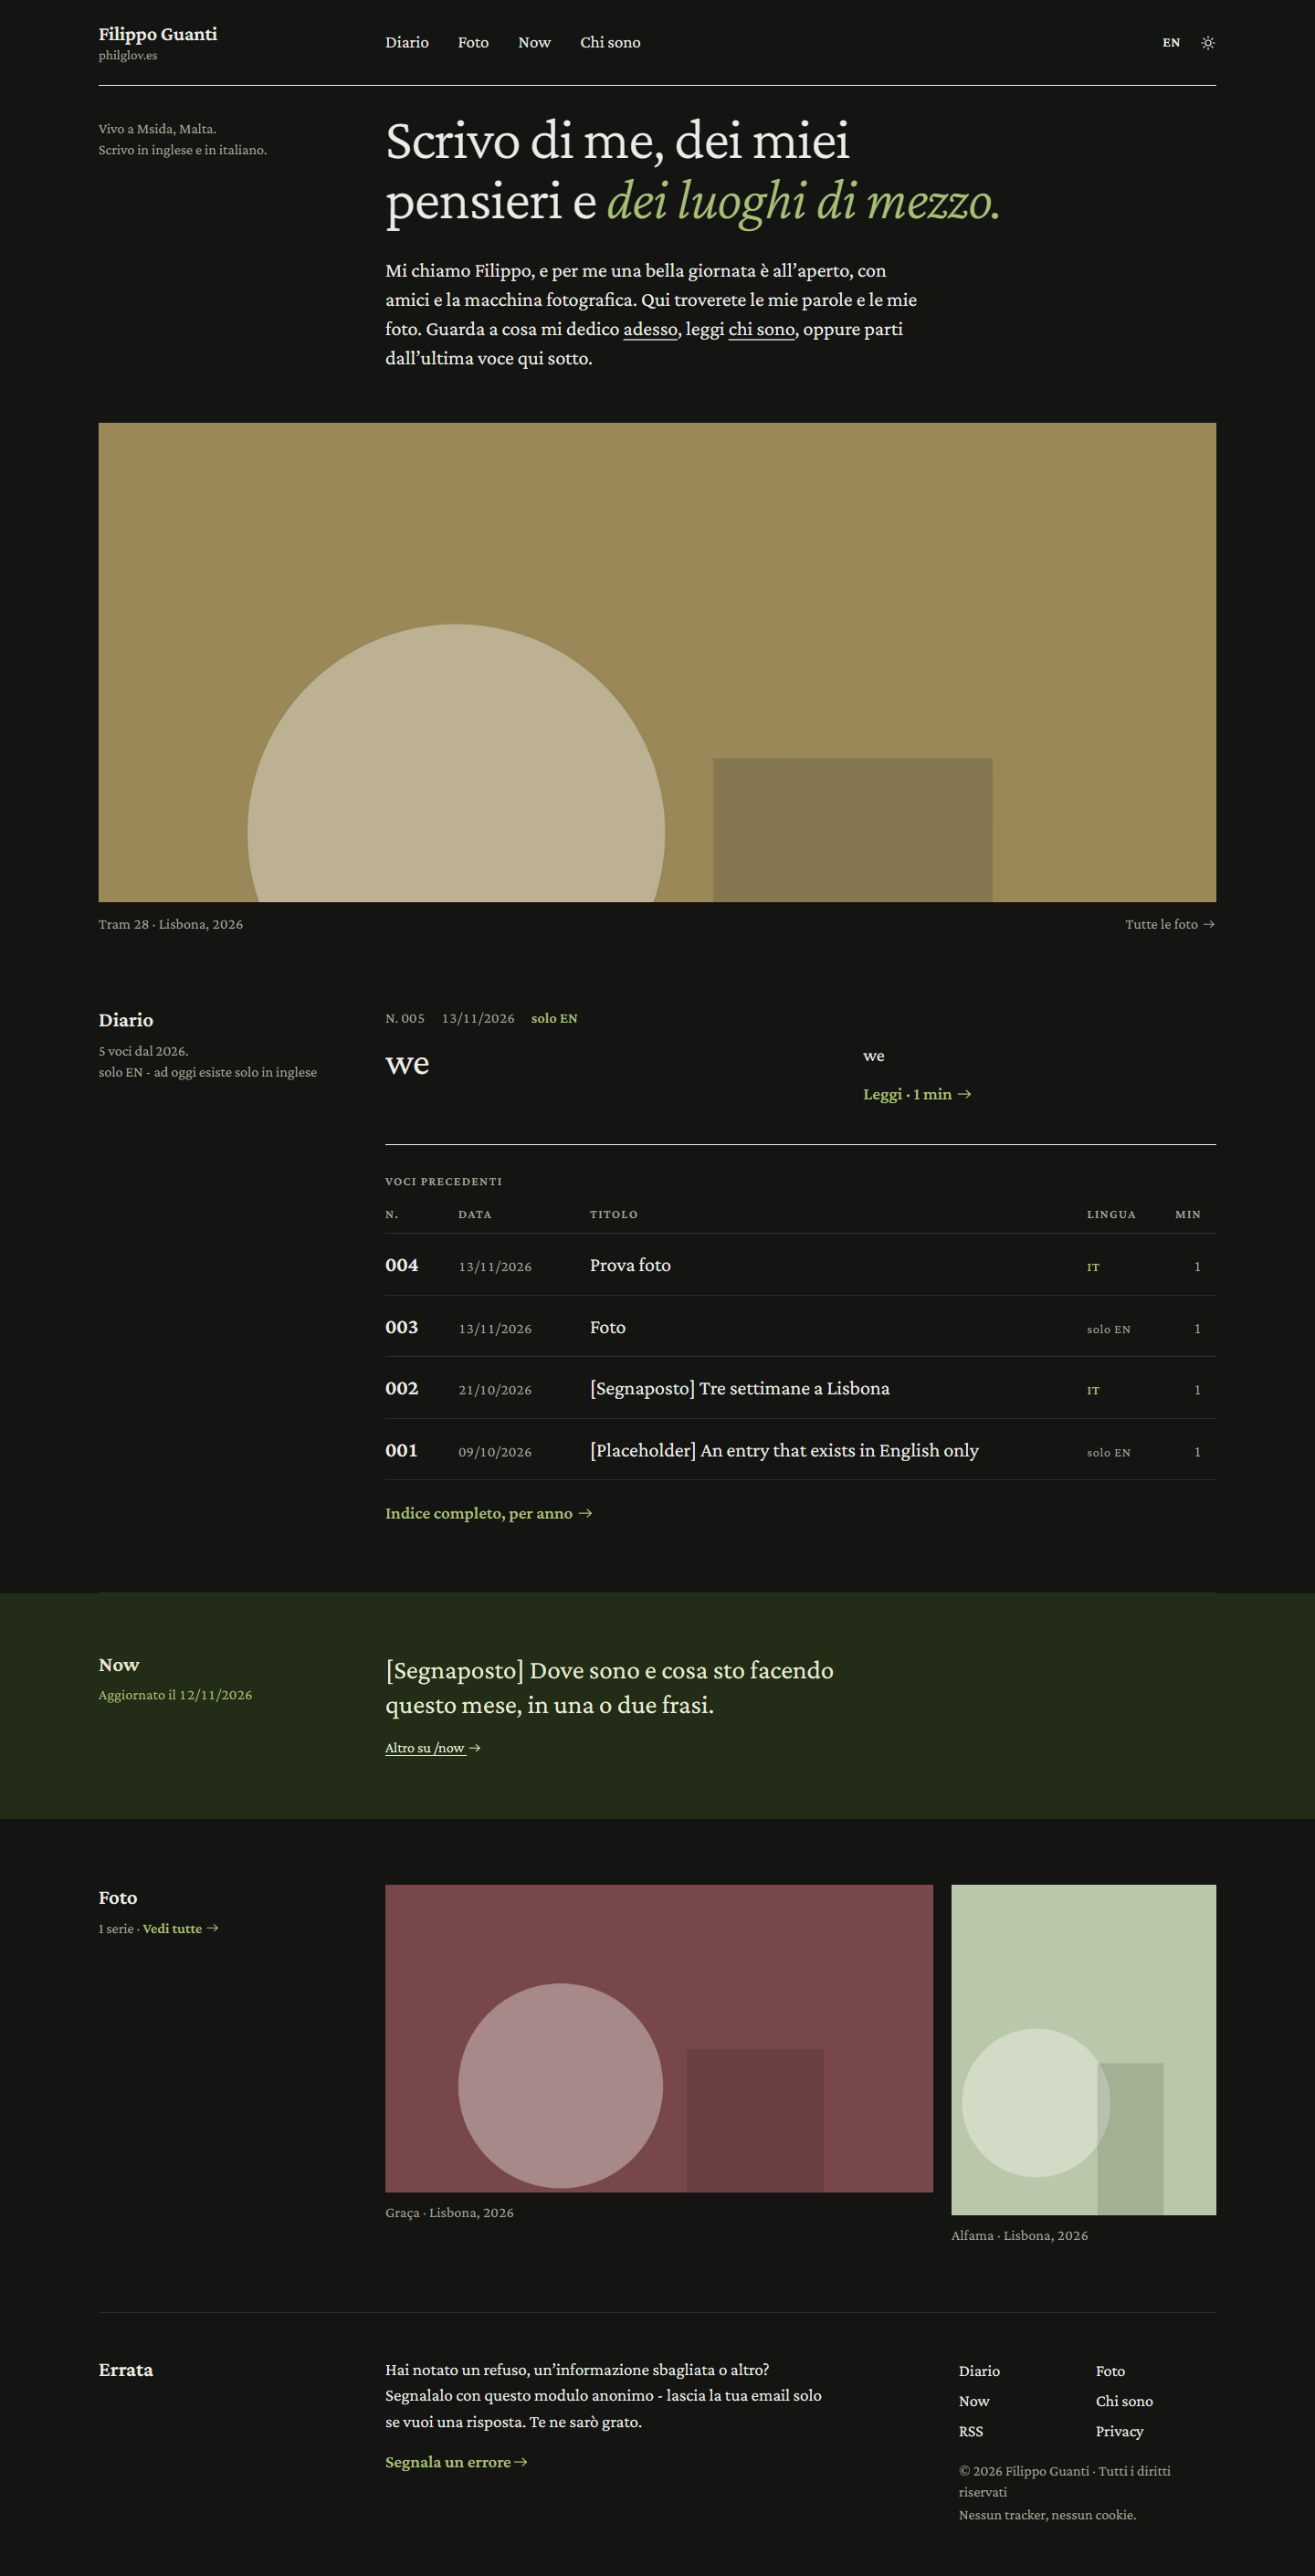 Filippo Guanti
philglov.es
Diario Foto Now Chi sono
EN
Vivo a Msida, Malta.
Scrivo in inglese e in italiano.
Scrivo di me, dei miei
pensieri e dei luoghi di mezzo.
Mi chiamo Filippo, e per me una bella giornata è all’aperto, con
amici e la macchina fotografica. Qui troverete le mie parole e le mie
foto. Guarda a cosa mi dedico adesso, leggi chi sono, oppure parti
dall’ultima voce qui sotto.
Tram 28 · Lisbona, 2026
Tutte le foto →
Diario
5 voci dal 2026.
solo EN - ad oggi esiste solo in inglese
N. 005 13/11/2026 solo EN
we
we
Leggi · 1 min →
VOCI PRECEDENTI
N. DATA TITOLO LINGUA MIN
004 13/11/2026 Prova foto IT 1
003 13/11/2026 Foto solo EN 1
002 21/10/2026 [Segnaposto] Tre settimane a Lisbona IT 1
001 09/10/2026 [Placeholder] An entry that exists in English only solo EN 1
Indice completo, per anno →
Now
Aggiornato il 12/11/2026
[Segnaposto] Dove sono e cosa sto facendo
questo mese, in una o due frasi.
Altro su /now →
Foto
1 serie · Vedi tutte →
Graça · Lisbona, 2026
Alfama · Lisbona, 2026
Errata
Hai notato un refuso, un’informazione sbagliata o altro?
Segnalalo con questo modulo anonimo - lascia la tua email solo
se vuoi una risposta. Te ne sarò grato.
Segnala un errore →
Diario Foto
Now Chi sono
RSS Privacy
© 2026 Filippo Guanti · Tutti i diritti
riservati
Nessun tracker, nessun cookie.